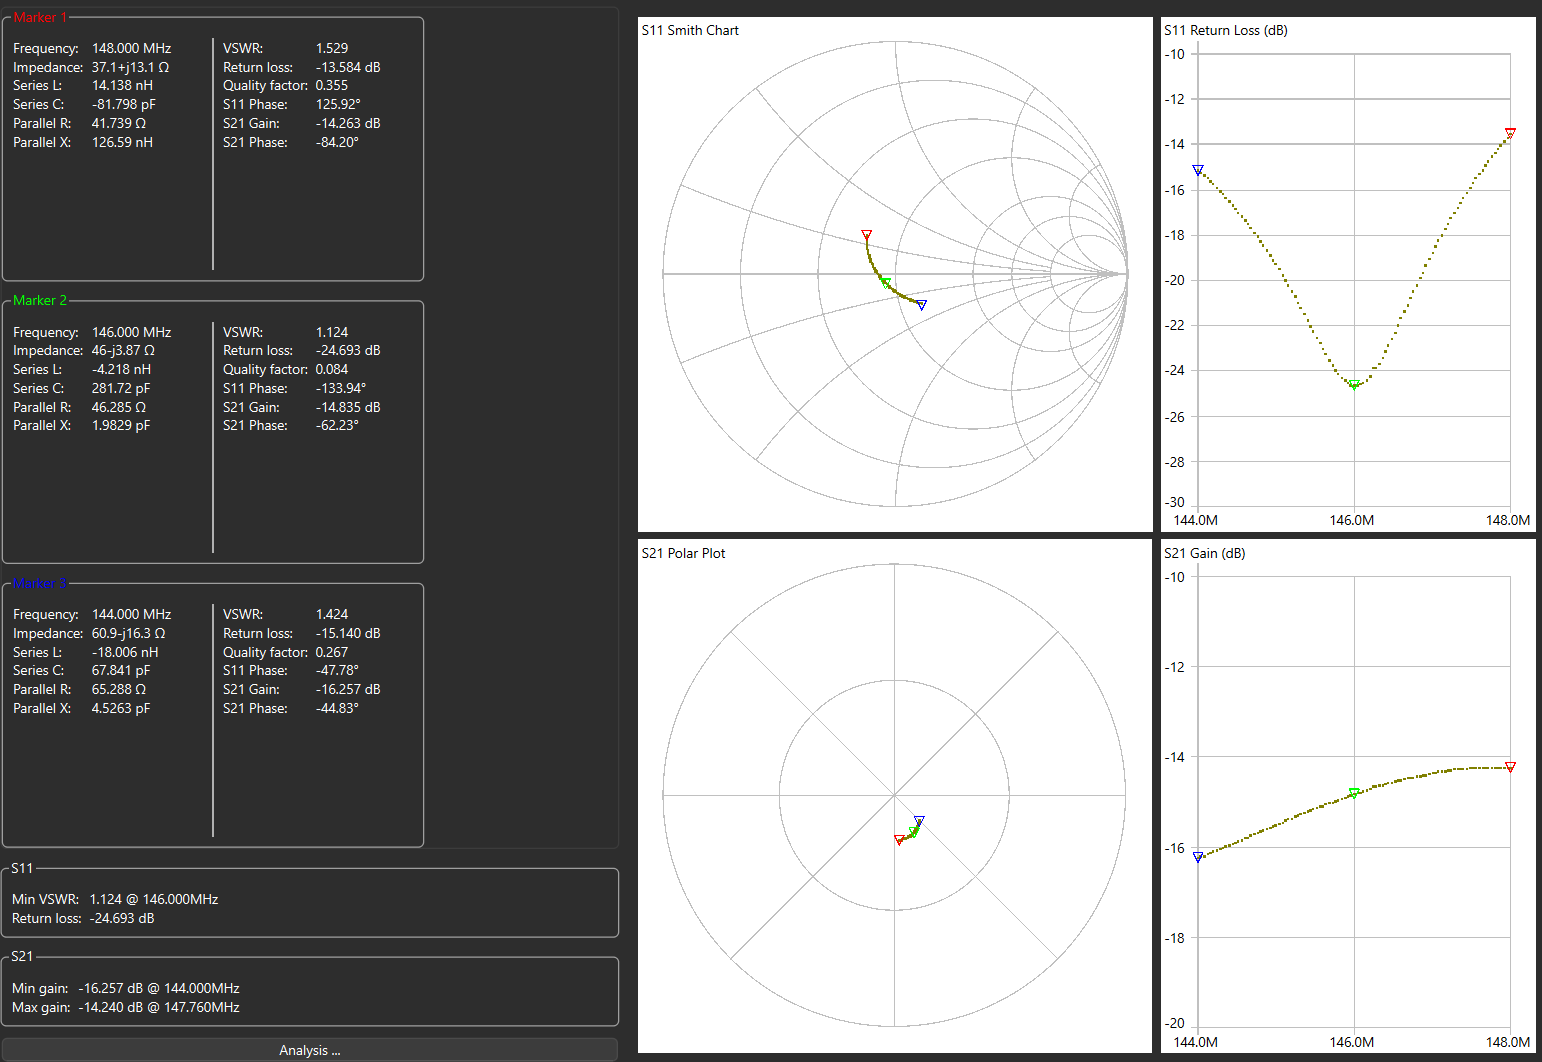 Marker 1
Frequency: 148.000 MHz
Impedance: 37.1+j13.1 Ω
Series L: 14.138 nH
Series C: -81.798 pF
Parallel R: 41.739 Ω
Parallel X: 126.59 nH
VSWR: 1.529
Return loss: -13.584 dB
Quality factor: 0.355
S11 Phase: 125.92°
S21 Gain: -14.263 dB
S21 Phase: -84.20°
Marker 2
Frequency: 146.000 MHz
Impedance: 46-j3.87 Ω
Series L: -4.218 nH
Series C: 281.72 pF
Parallel R: 46.285 Ω
Parallel X: 1.9829 pF
VSWR: 1.124
Return loss: -24.693 dB
Quality factor: 0.084
S11 Phase: -133.94°
S21 Gain: -14.835 dB
S21 Phase: -62.23°
Marker 3
Frequency: 144.000 MHz
Impedance: 60.9-j16.3 Ω
Series L: -18.006 nH
Series C: 67.841 pF
Parallel R: 65.288 Ω
Parallel X: 4.5263 pF
VSWR: 1.424
Return loss: -15.140 dB
Quality factor: 0.267
S11 Phase: -47.78°
S21 Gain: -16.257 dB
S21 Phase: -44.83°
S11
Min VSWR: 1.124 @ 146.000MHz
Return loss: -24.693 dB
S21
Min gain: -16.257 dB @ 144.000MHz
Max gain: -14.240 dB @ 147.760MHz
Analysis ...
S11 Smith Chart
S11 Return Loss (dB)
-10
-12
-14
-16
-18
-20
-22
-24
-26
-28
-30
144.0M 146.0M 148.0M
S21 Polar Plot
S21 Gain (dB)
-10
-12
-14
-16
-18
-20
144.0M 146.0M 148.0M